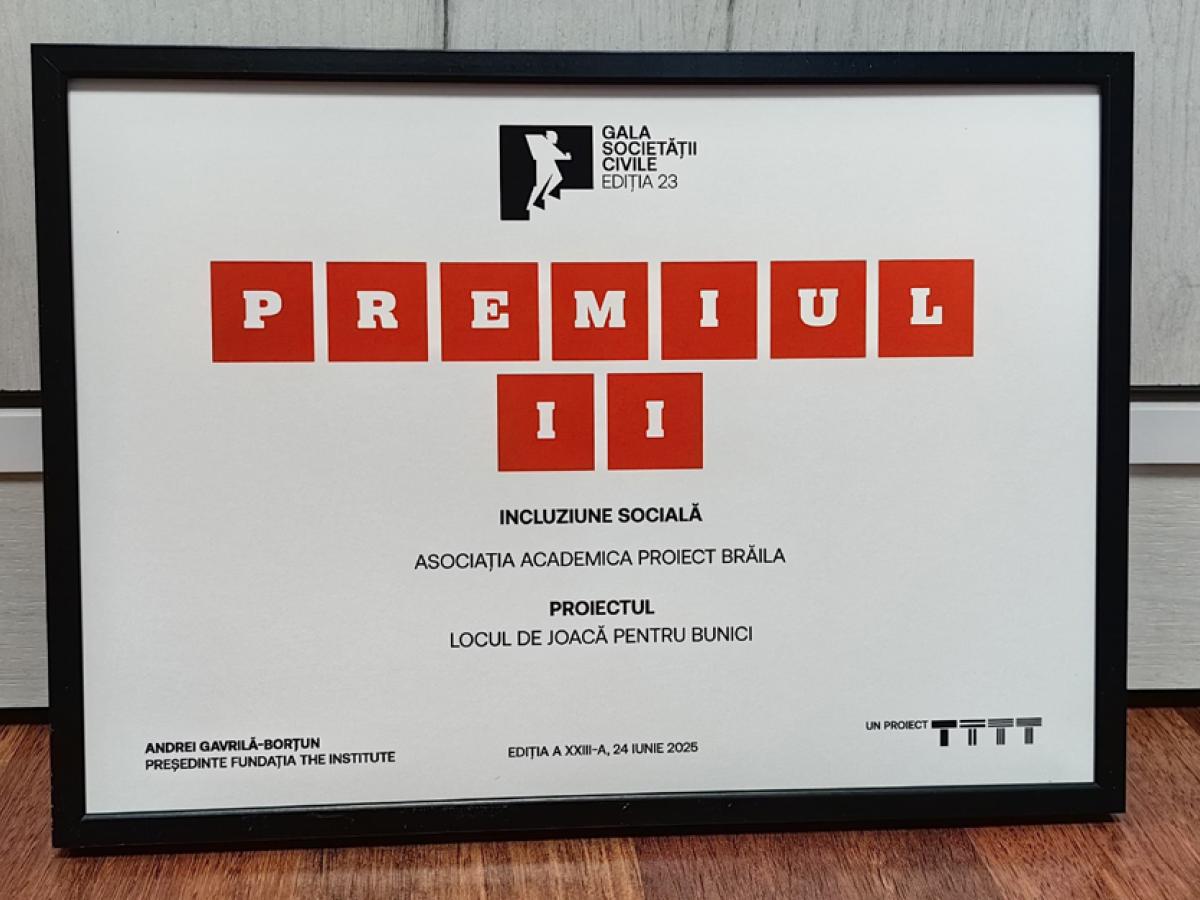 GALA
SOCIETĂȚII
CIVILE
EDIȚIA 23
PREMIUL
II
INCLUZIUNE SOCIALĂ
ASOCIAȚIA ACADEMICA PROIECT BRĂILA
PROIECTUL
LOCUL DE JOACĂ PENTRU BUNICI
ANDREI GAVRILĂ-BORȚUN
PREȘEDINTE FUNDAȚIA THE INSTITUTE
EDIȚIA A XXIII-A, 24 IUNIE 2025
UN PROIECT